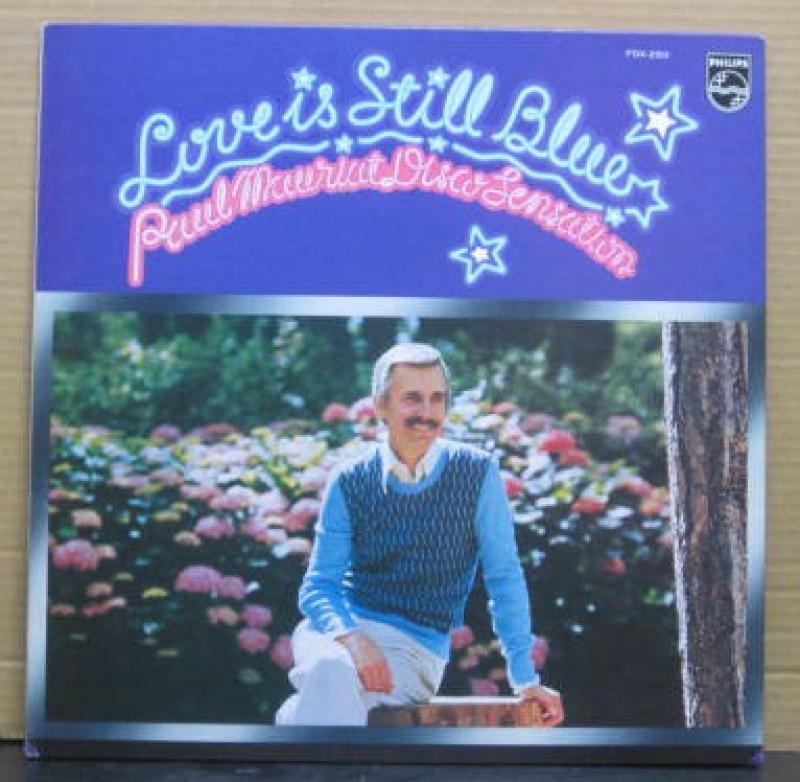 PHILIPS
Love is Still Blue
Paul Mauriat Disco Sensation